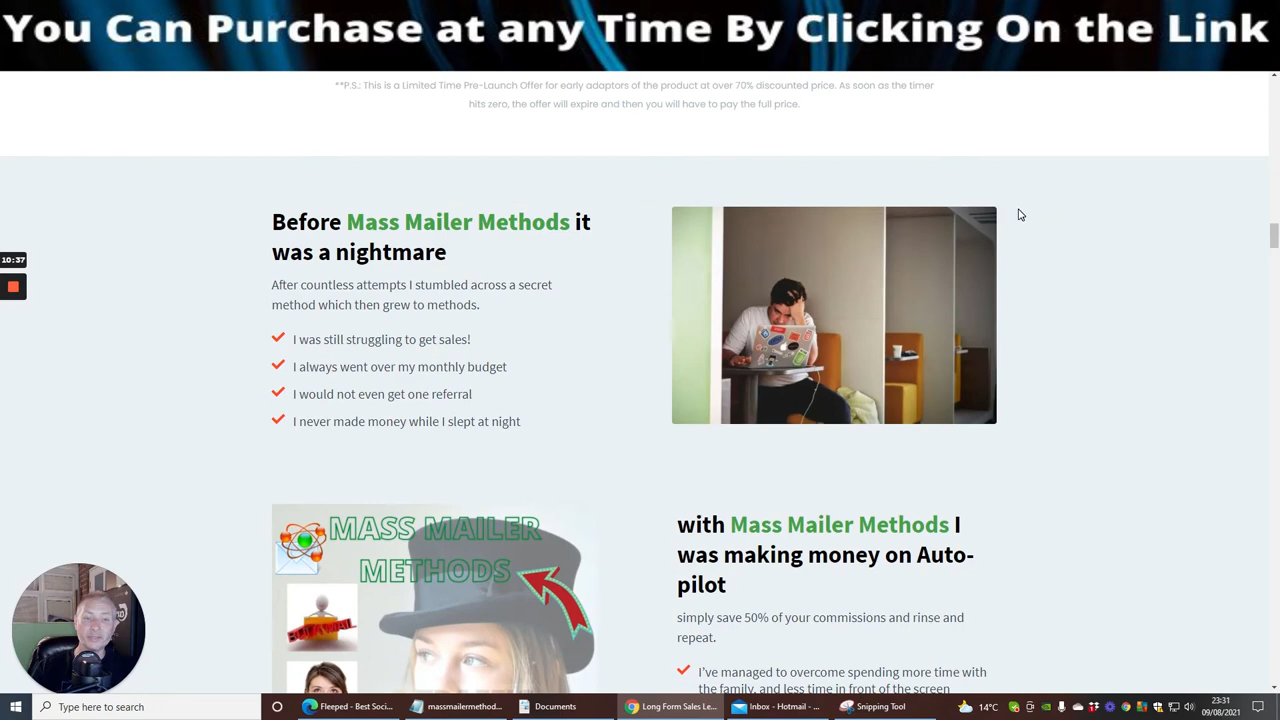 You Can Purchase at any Time By Clicking On the Link
**P.S.: This is a Limited Time Pre-Launch Offer for early adaptors of the product at over 70% discounted price. As soon as the timer
hits zero, the offer will expire and then you will have to pay the full price.
Before Mass Mailer Methods it
was a nightmare
After countless attempts I stumbled across a secret
method which then grew to methods.
I was still struggling to get sales!
I always went over my monthly budget
I would not even get one referral
I never made money while I slept at night
10:37
MASS MAILER
METHODS
with Mass Mailer Methods I
was making money on Auto-
pilot
simply save 50% of your commissions and rinse and
repeat.
I've managed to overcome spending more time with
the family, and less time in front of the screen
Type here to search
Fleeped - Best Soci...
massmailermethod...
Documents
Long Form Sales Le...
Inbox - Hotmail - ...
Snipping Tool
14°C
23:31
09/08/2021